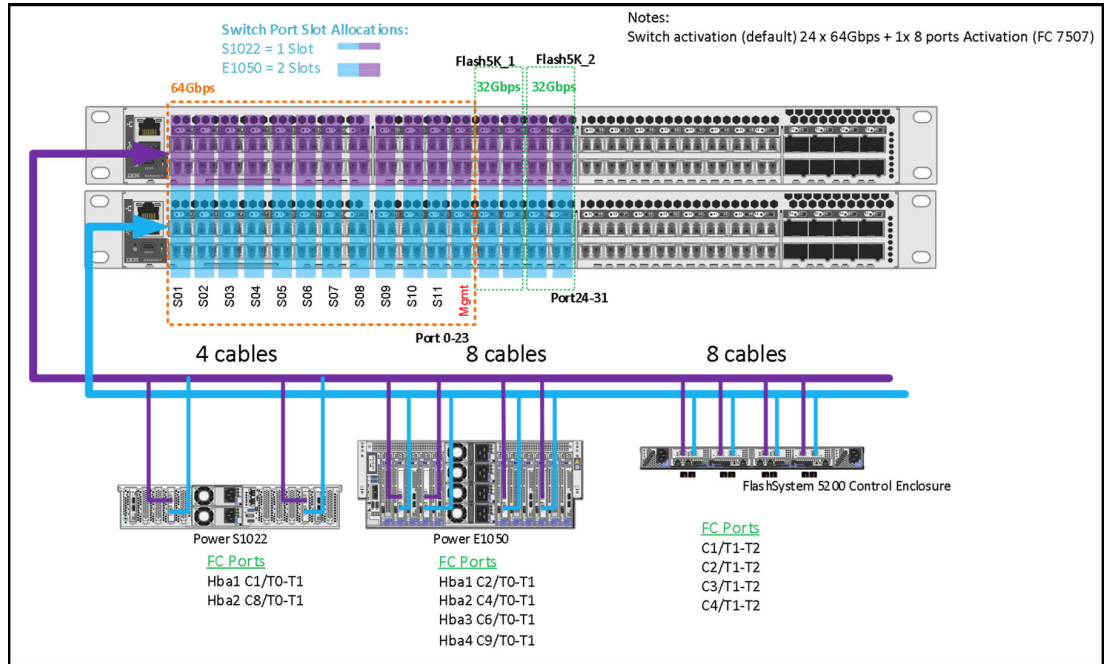 Notes:
Switch activation (default) 24 x 64Gbps + 1x 8 ports Activation (FC 7507)
Switch Port Slot Allocations:
S1022 = 1 Slot
E1050 = 2 Slots
Flash5K_1
Flash5K_2
64Gbps
32Gbps
32Gbps
S01
S02
S03
S04
S05
S06
S07
S08
S09
S10
S11
Mgmt
Port24-31
Port 0-23
4 cables
8 cables
8 cables
FlashSystem 5200 Control Enclosure
Power S1022
Power E1050
FC Ports
Hba1 C1/T0-T1
Hba2 C8/T0-T1
FC Ports
Hba1 C2/T0-T1
Hba2 C4/T0-T1
Hba3 C6/T0-T1
Hba4 C9/T0-T1
FC Ports
C1/T1-T2
C2/T1-T2
C3/T1-T2
C4/T1-T2